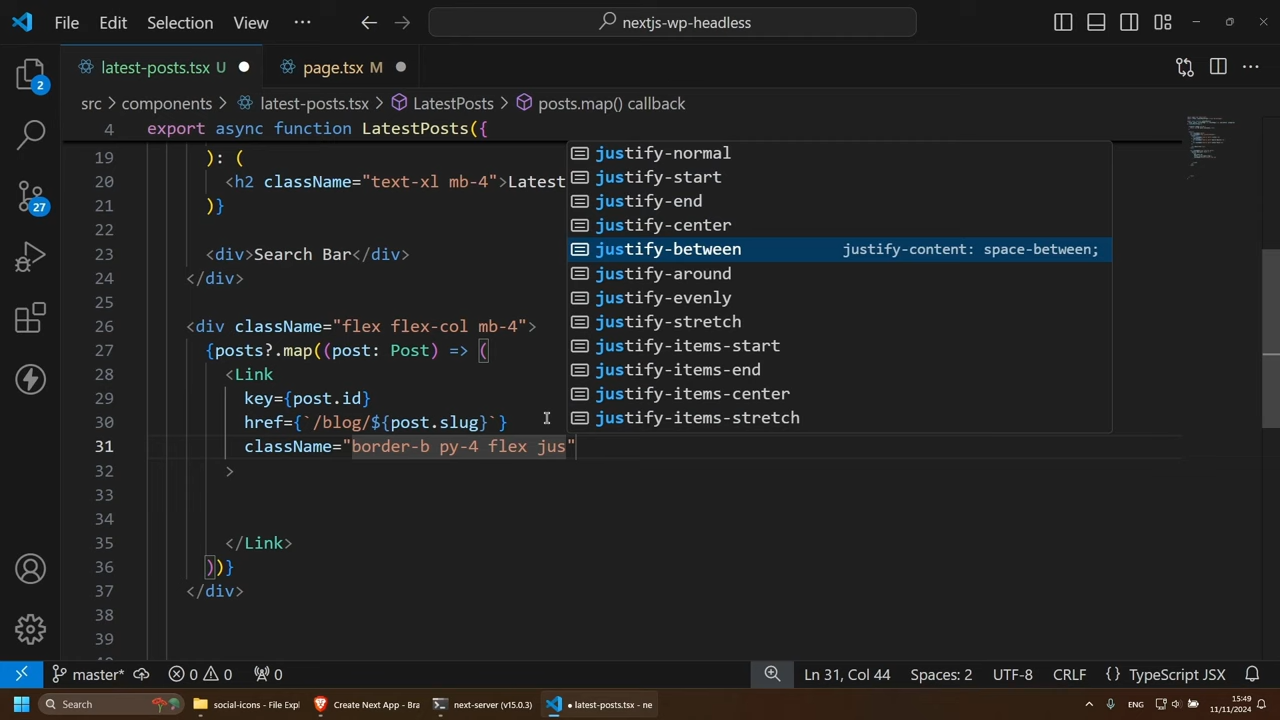 File Edit Selection View ··· nextjs-wp-headless
latest-posts.tsx U page.tsx M
src > components > latest-posts.tsx > LatestPosts > posts.map() callback
4 export async function LatestPosts({
19 ): (
20 <h2 className="text-xl mb-4">Latest
21 )}
22
23 <div>Search Bar</div>
24 </div>
25
26 <div className="flex flex-col mb-4">
27 {posts?.map((post: Post) => (
28 <Link
29 key={post.id}
30 href={`/blog/${post.slug}`}
31 className="border-b py-4 flex jus"
32 >
33
34
35 </Link>
36 ))}
37 </div>
38
39
justify-normal
justify-start
justify-end
justify-center
justify-between justify-content: space-between;
justify-around
justify-evenly
justify-stretch
justify-items-start
justify-items-end
justify-items-center
justify-items-stretch
2
27
master* 0 0 0 Ln 31, Col 44 Spaces: 2 UTF-8 CRLF {} TypeScript JSX
Search social-icons - File Expl Create Next App - Bra next-server (v15.0.3) • latest-posts.tsx - ne 15:49
11/11/2024